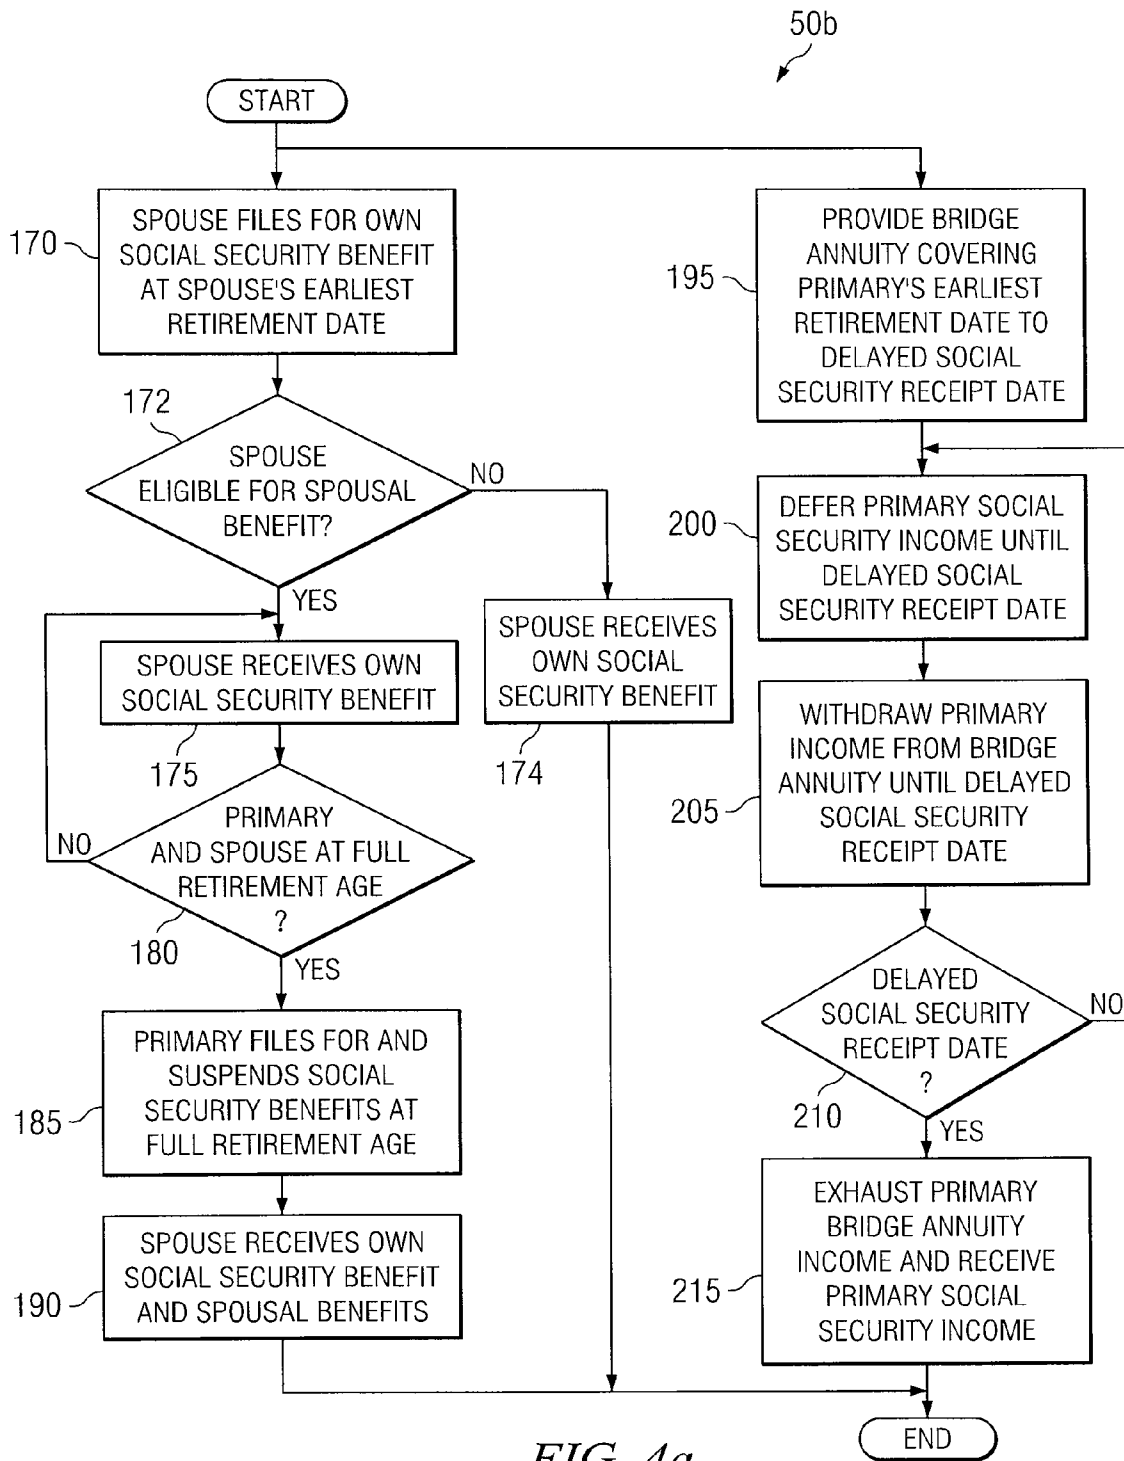 50b
START
170
SPOUSE FILES FOR OWN
SOCIAL SECURITY BENEFIT
AT SPOUSE'S EARLIEST
RETIREMENT DATE
172
SPOUSE
ELIGIBLE FOR SPOUSAL
BENEFIT?
NO
YES
SPOUSE RECEIVES OWN
SOCIAL SECURITY BENEFIT
175
SPOUSE RECEIVES
OWN SOCIAL
SECURITY BENEFIT
174
PRIMARY
AND SPOUSE AT FULL
RETIREMENT AGE
?
NO
180
YES
185
PRIMARY FILES FOR AND
SUSPENDS SOCIAL
SECURITY BENEFITS AT
FULL RETIREMENT AGE
190
SPOUSE RECEIVES OWN
SOCIAL SECURITY BENEFIT
AND SPOUSAL BENEFITS
195
PROVIDE BRIDGE
ANNUITY COVERING
PRIMARY'S EARLIEST
RETIREMENT DATE TO
DELAYED SOCIAL
SECURITY RECEIPT DATE
200
DEFER PRIMARY SOCIAL
SECURITY INCOME UNTIL
DELAYED SOCIAL
SECURITY RECEIPT DATE
205
WITHDRAW PRIMARY
INCOME FROM BRIDGE
ANNUITY UNTIL DELAYED
SOCIAL SECURITY
RECEIPT DATE
DELAYED
SOCIAL SECURITY
RECEIPT DATE
?
NO
210
YES
215
EXHAUST PRIMARY
BRIDGE ANNUITY
INCOME AND RECEIVE
PRIMARY SOCIAL
SECURITY INCOME
END
FIG. 4a